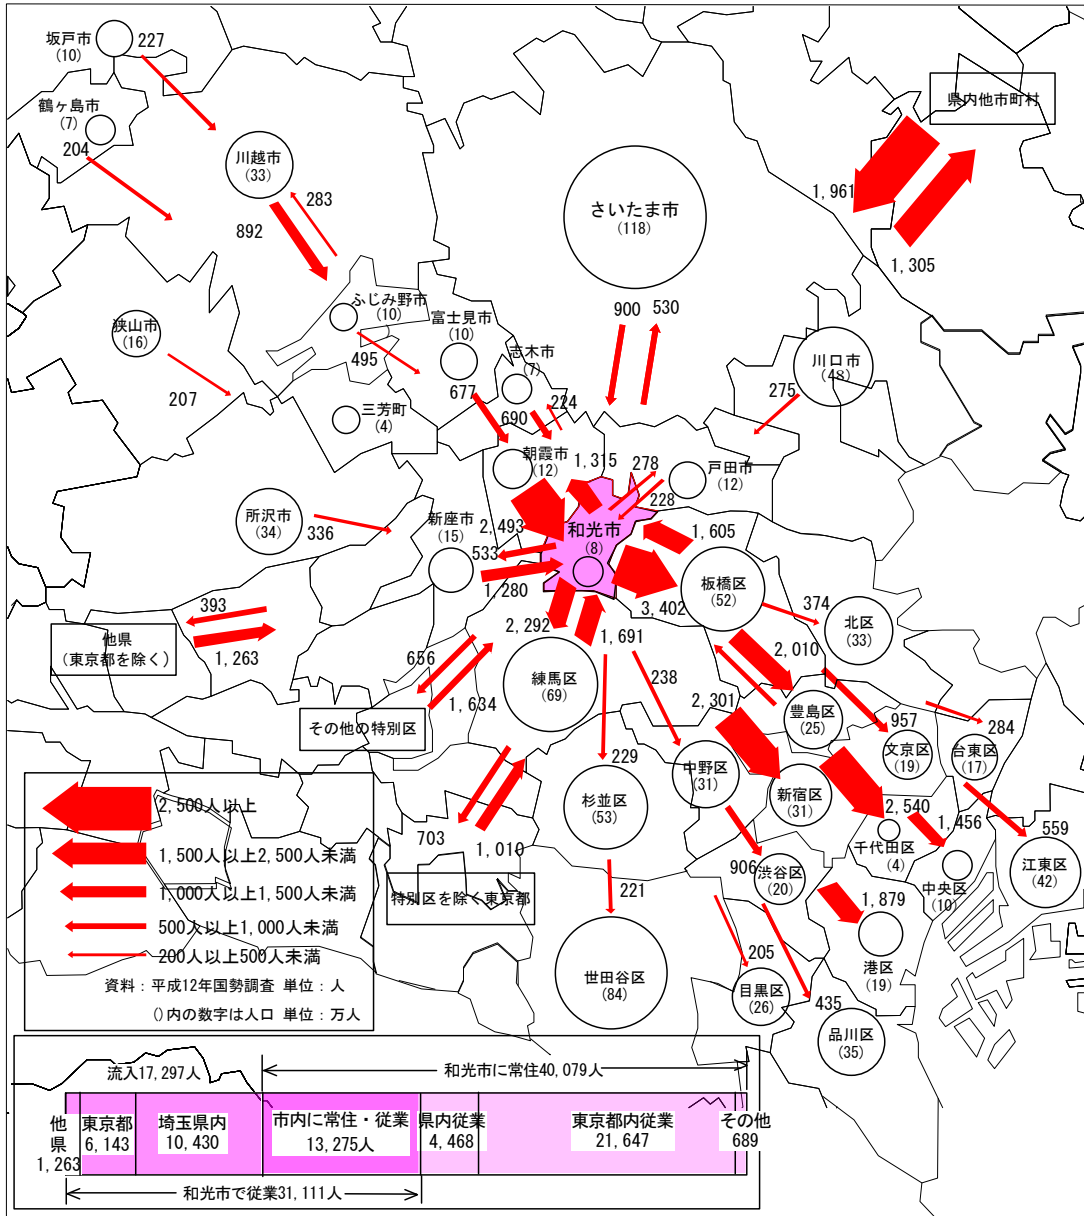 坂戸市
(10)
227
鶴ヶ島市
(7)
204
川越市
(33)
283
892
県内他市町村
1,961
1,305
さいたま市
(118)
900
530
ふじみ野市
(10)
富士見市
(10)
495
狭山市
(16)
207
志木市
(7)
677
690
224
三芳町
(4)
川口市
(48)
275
朝霞市
(12)
1,315
278
戸田市
(12)
228
所沢市
(34)
336
新座市
(15)
2,493
533
1,280
和光市
(8)
1,605
板橋区
(52)
3,402
374
北区
(33)
393
他県
(東京都を除く)
1,263
2,292
1,691
練馬区
(69)
656
1,634
その他の特別区
238
2,010
2,301
豊島区
(25)
957
文京区
(19)
284
台東区
(17)
229
中野区
(31)
杉並区
(53)
新宿区
(31)
2,540
千代田区
(4)
1,456
中央区
(10)
559
江東区
(42)
703
1,010
特別区を除く東京都
221
906
渋谷区
(20)
1,879
港区
(19)
世田谷区
(84)
205
目黒区
(26)
435
品川区
(35)
2,500人以上
1,500人以上2,500人未満
1,000人以上1,500人未満
500人以上1,000人未満
200人以上500人未満
資料：平成12年国勢調査 単位：人
()内の数字は人口 単位：万人
流入17,297人
和光市に常住40,079人
他県
1,263
東京都
6,143
埼玉県内
10,430
市内に常住・従業
13,275人
県内従業
4,468
東京都内従業
21,647
その他
689
和光市で従業31,111人